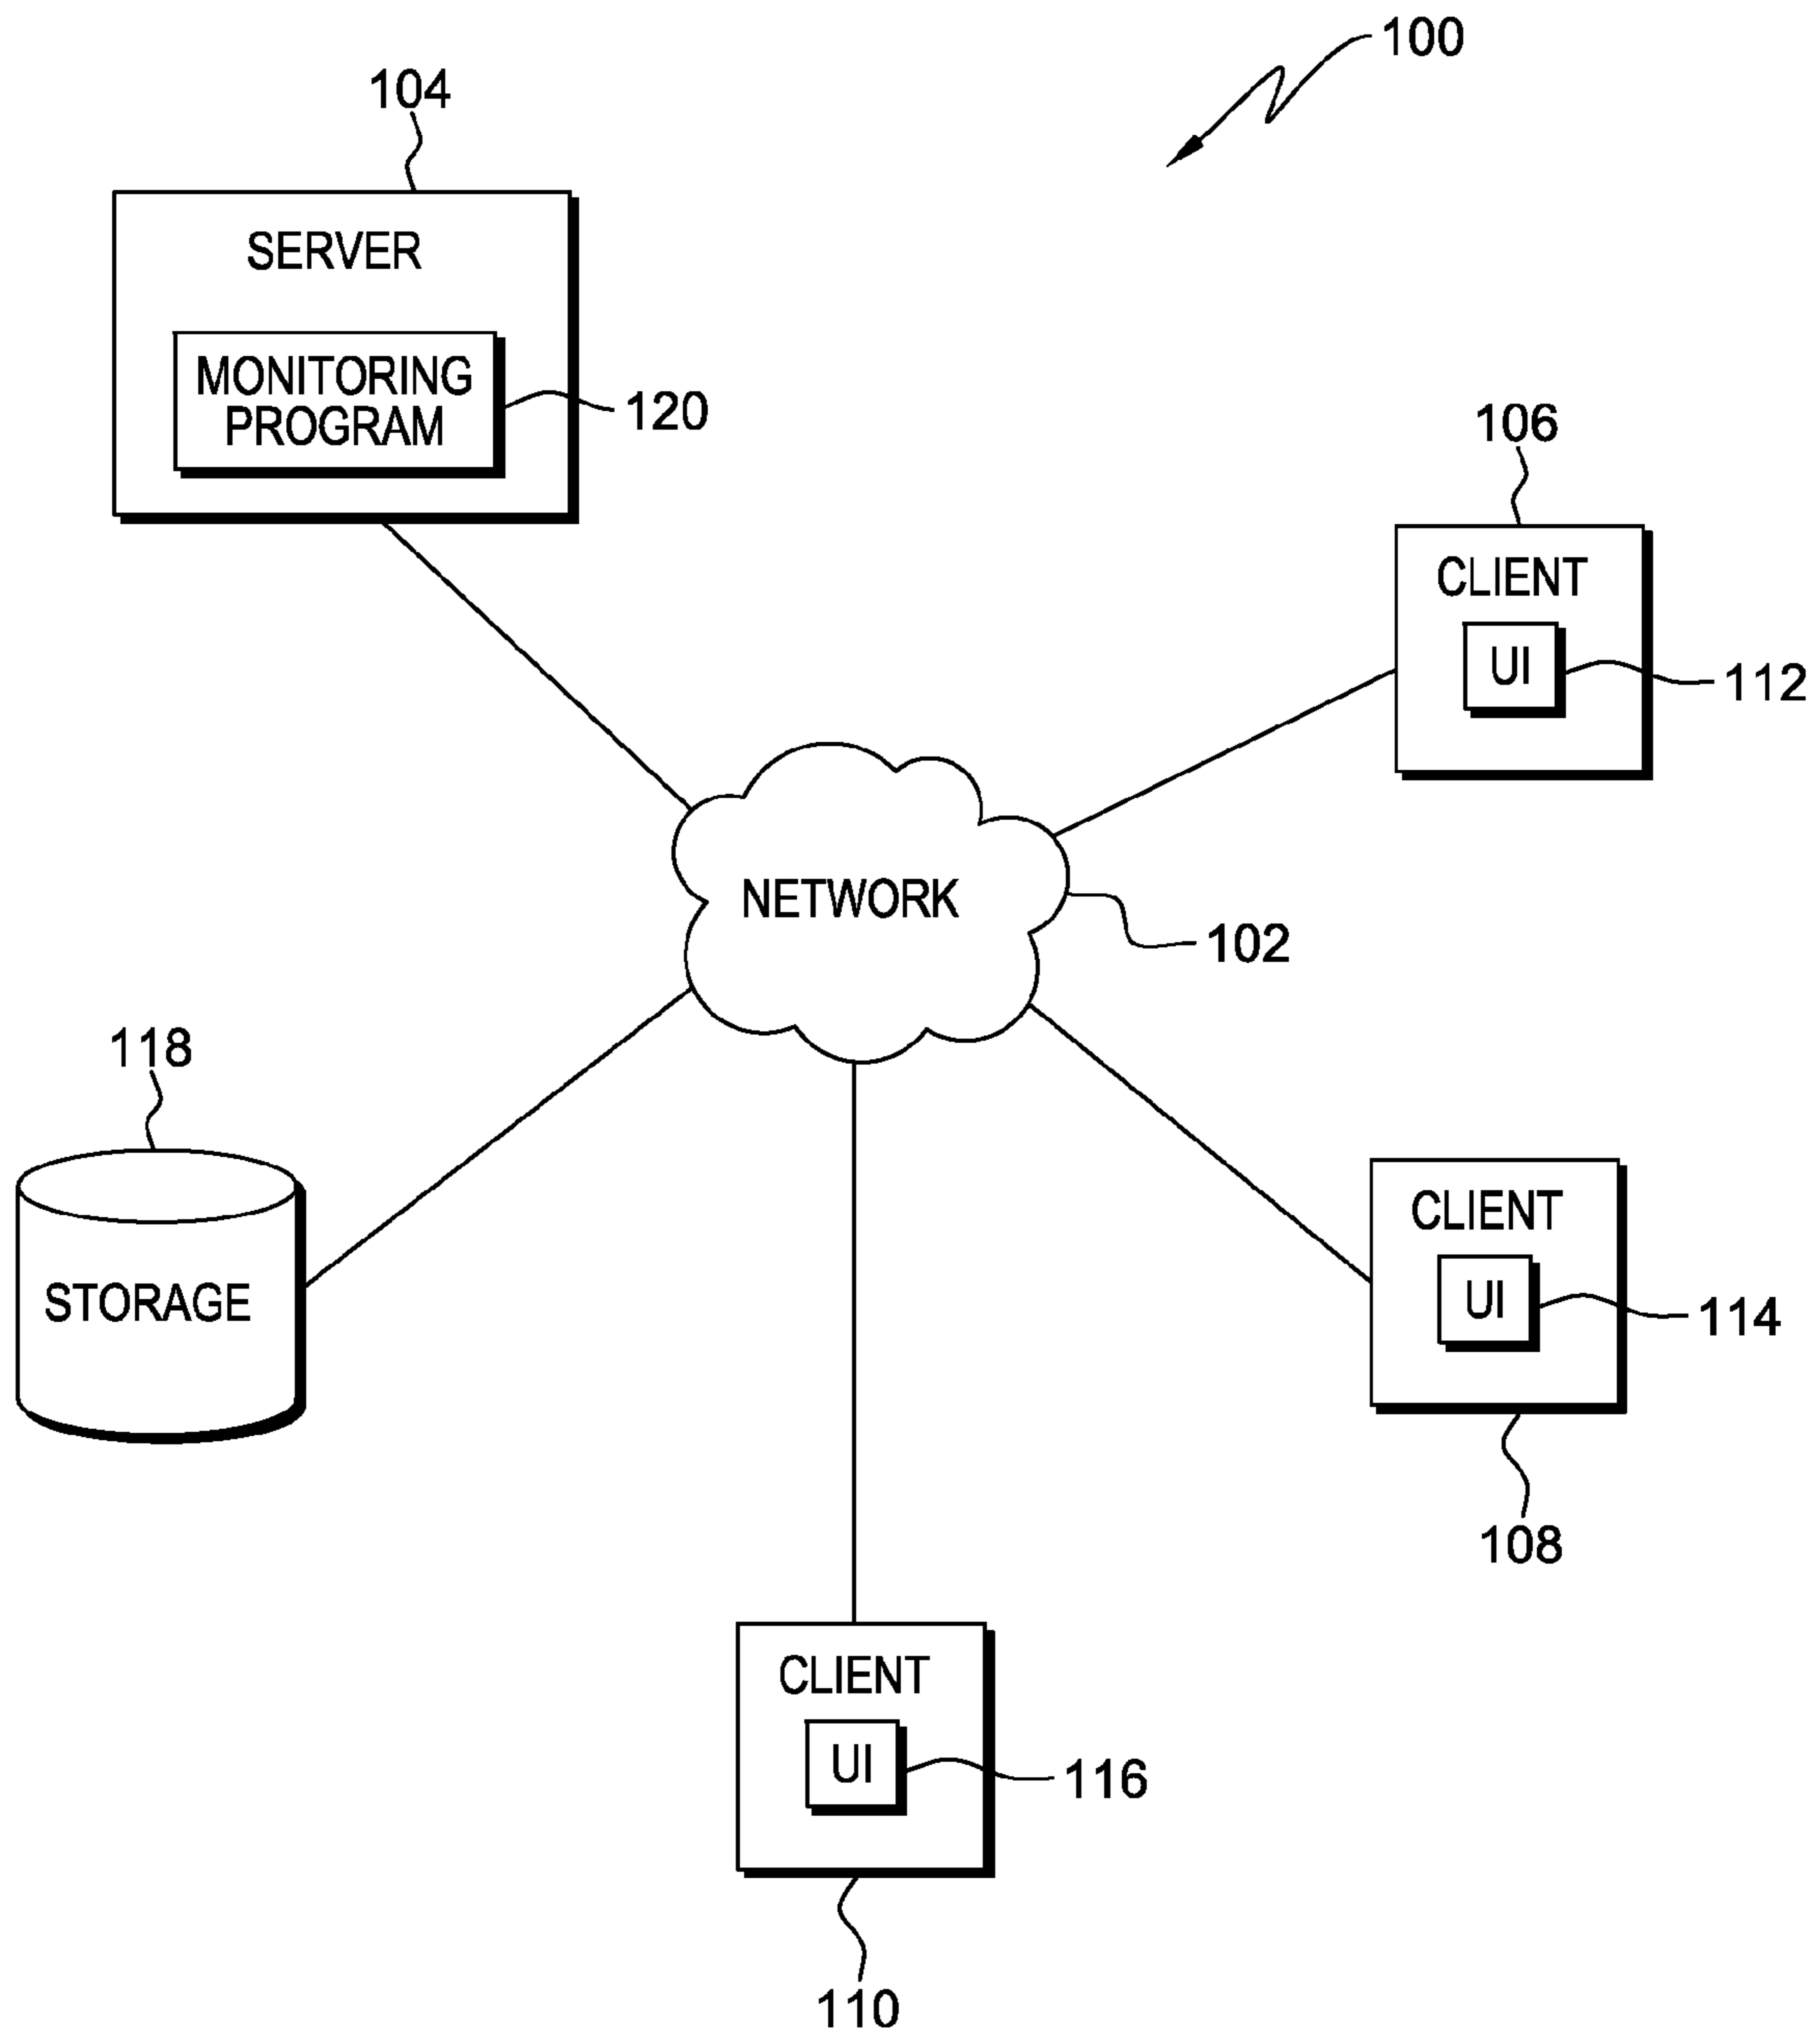 100
104
SERVER
MONITORING
PROGRAM
120
106
CLIENT
UI
112
NETWORK
102
118
STORAGE
CLIENT
UI
114
108
CLIENT
UI
116
110